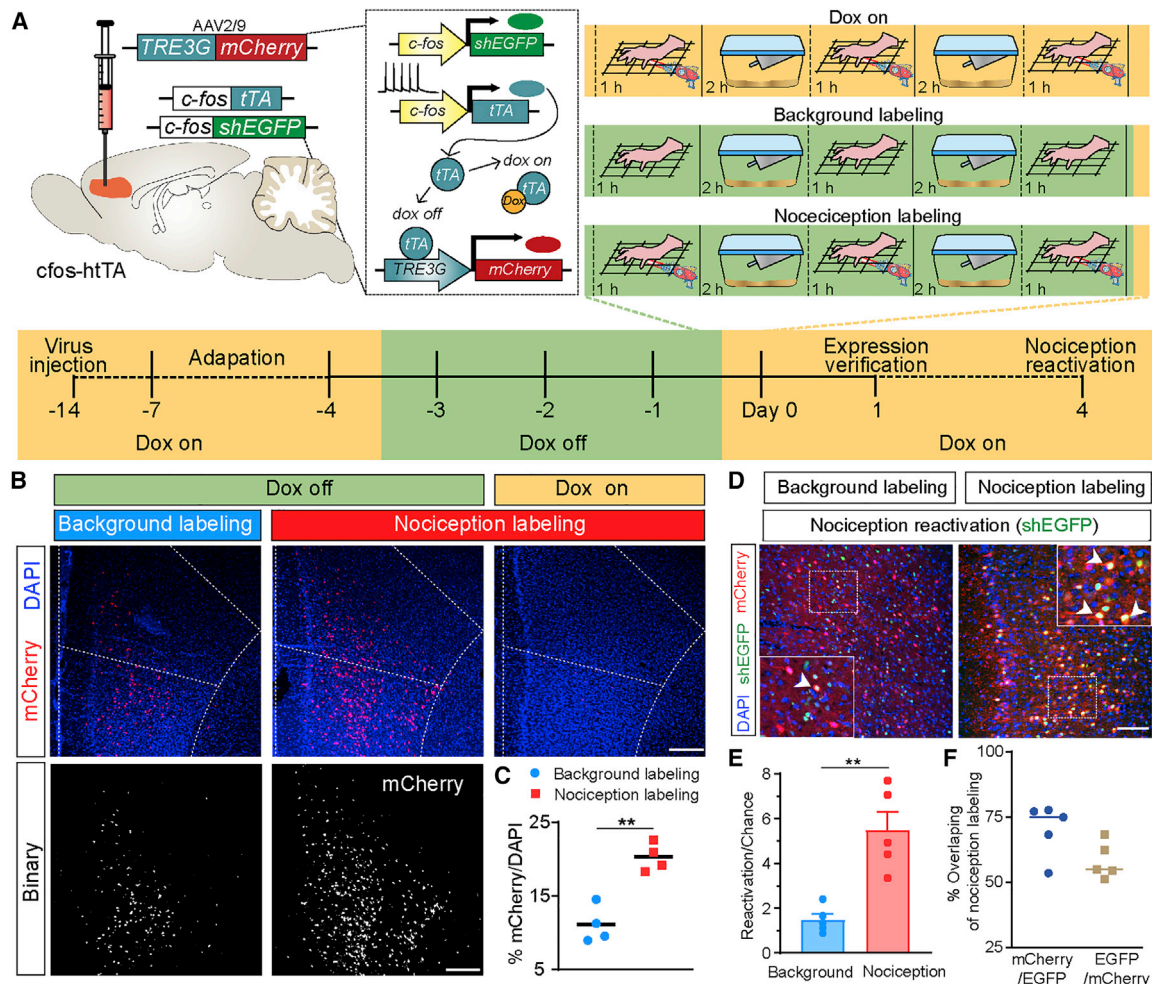 A
AAV2/9
TRE3G mCherry
c-fos tTA
c-fos shEGFP
cfos-htTA
c-fos shEGFP
c-fos tTA
tTA
dox on
tTA
Dox
dox off
tTA
TRE3G mCherry
Dox on
1 h 2 h 1 h 2 h 1 h
Background labeling
1 h 2 h 1 h 2 h 1 h
Nociception labeling
1 h 2 h 1 h 2 h 1 h
Virus
injection
Adapation
Expression
verification
Nociception
reactivation
-14 -7 -4 -3 -2 -1 Day 0 1 4
Dox on Dox off Dox on
B
Dox off Dox on
Background labeling Nociception labeling
mCherry DAPI
Binary
mCherry
C
Background labeling
Nociception labeling
**
25
15
5
% mCherry/DAPI
D
Background labeling Nociception labeling
Nociception reactivation (shEGFP)
DAPI shEGFP mCherry
E
**
8
6
4
2
0
Reactivation/Chance
Background Nociception
F
100
75
50
25
% Overlaping
of nociception labeling
mCherry
/EGFP
EGFP
/mCherry